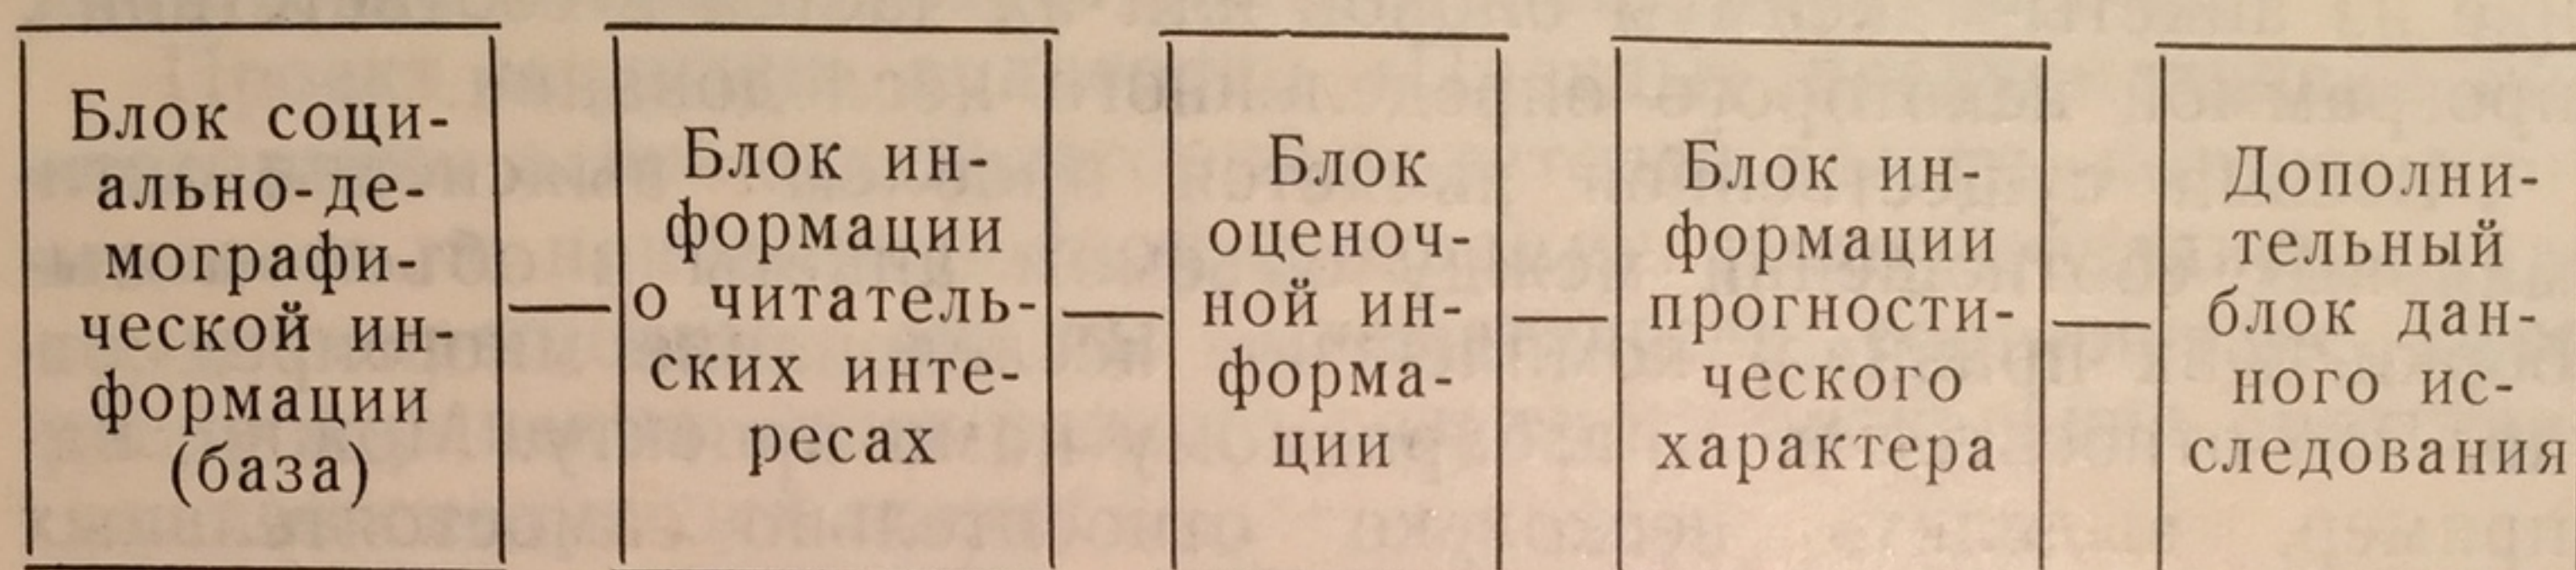 Блок соци-
ально-де-
мографи-
ческой ин-
формации
(база)
Блок ин-
формации
о читатель-
ских инте-
ресах
Блок
оценоч-
ной ин-
форма-
ции
Блок ин-
формации
прогности-
ческого
характера
Дополни-
тельный
блок дан-
ного ис-
следования